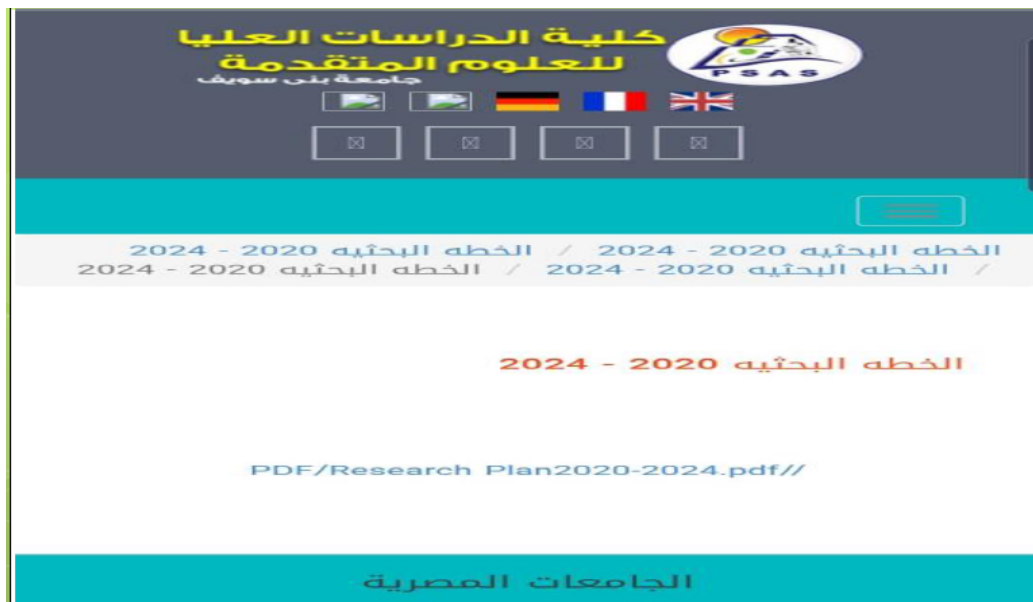 كلية الدراسات العليا
للعلوم المتقدمة
جامعة بنى سويف
PSAS
الخطه البحثيه 2020 - 2024 / الخطه البحثيه 2020 - 2024
/ الخطه البحثيه 2020 - 2024 / الخطه البحثيه 2020 - 2024
الخطه البحثيه 2020 - 2024
PDF/Research Plan2020-2024.pdf//
الجامعات المصرية